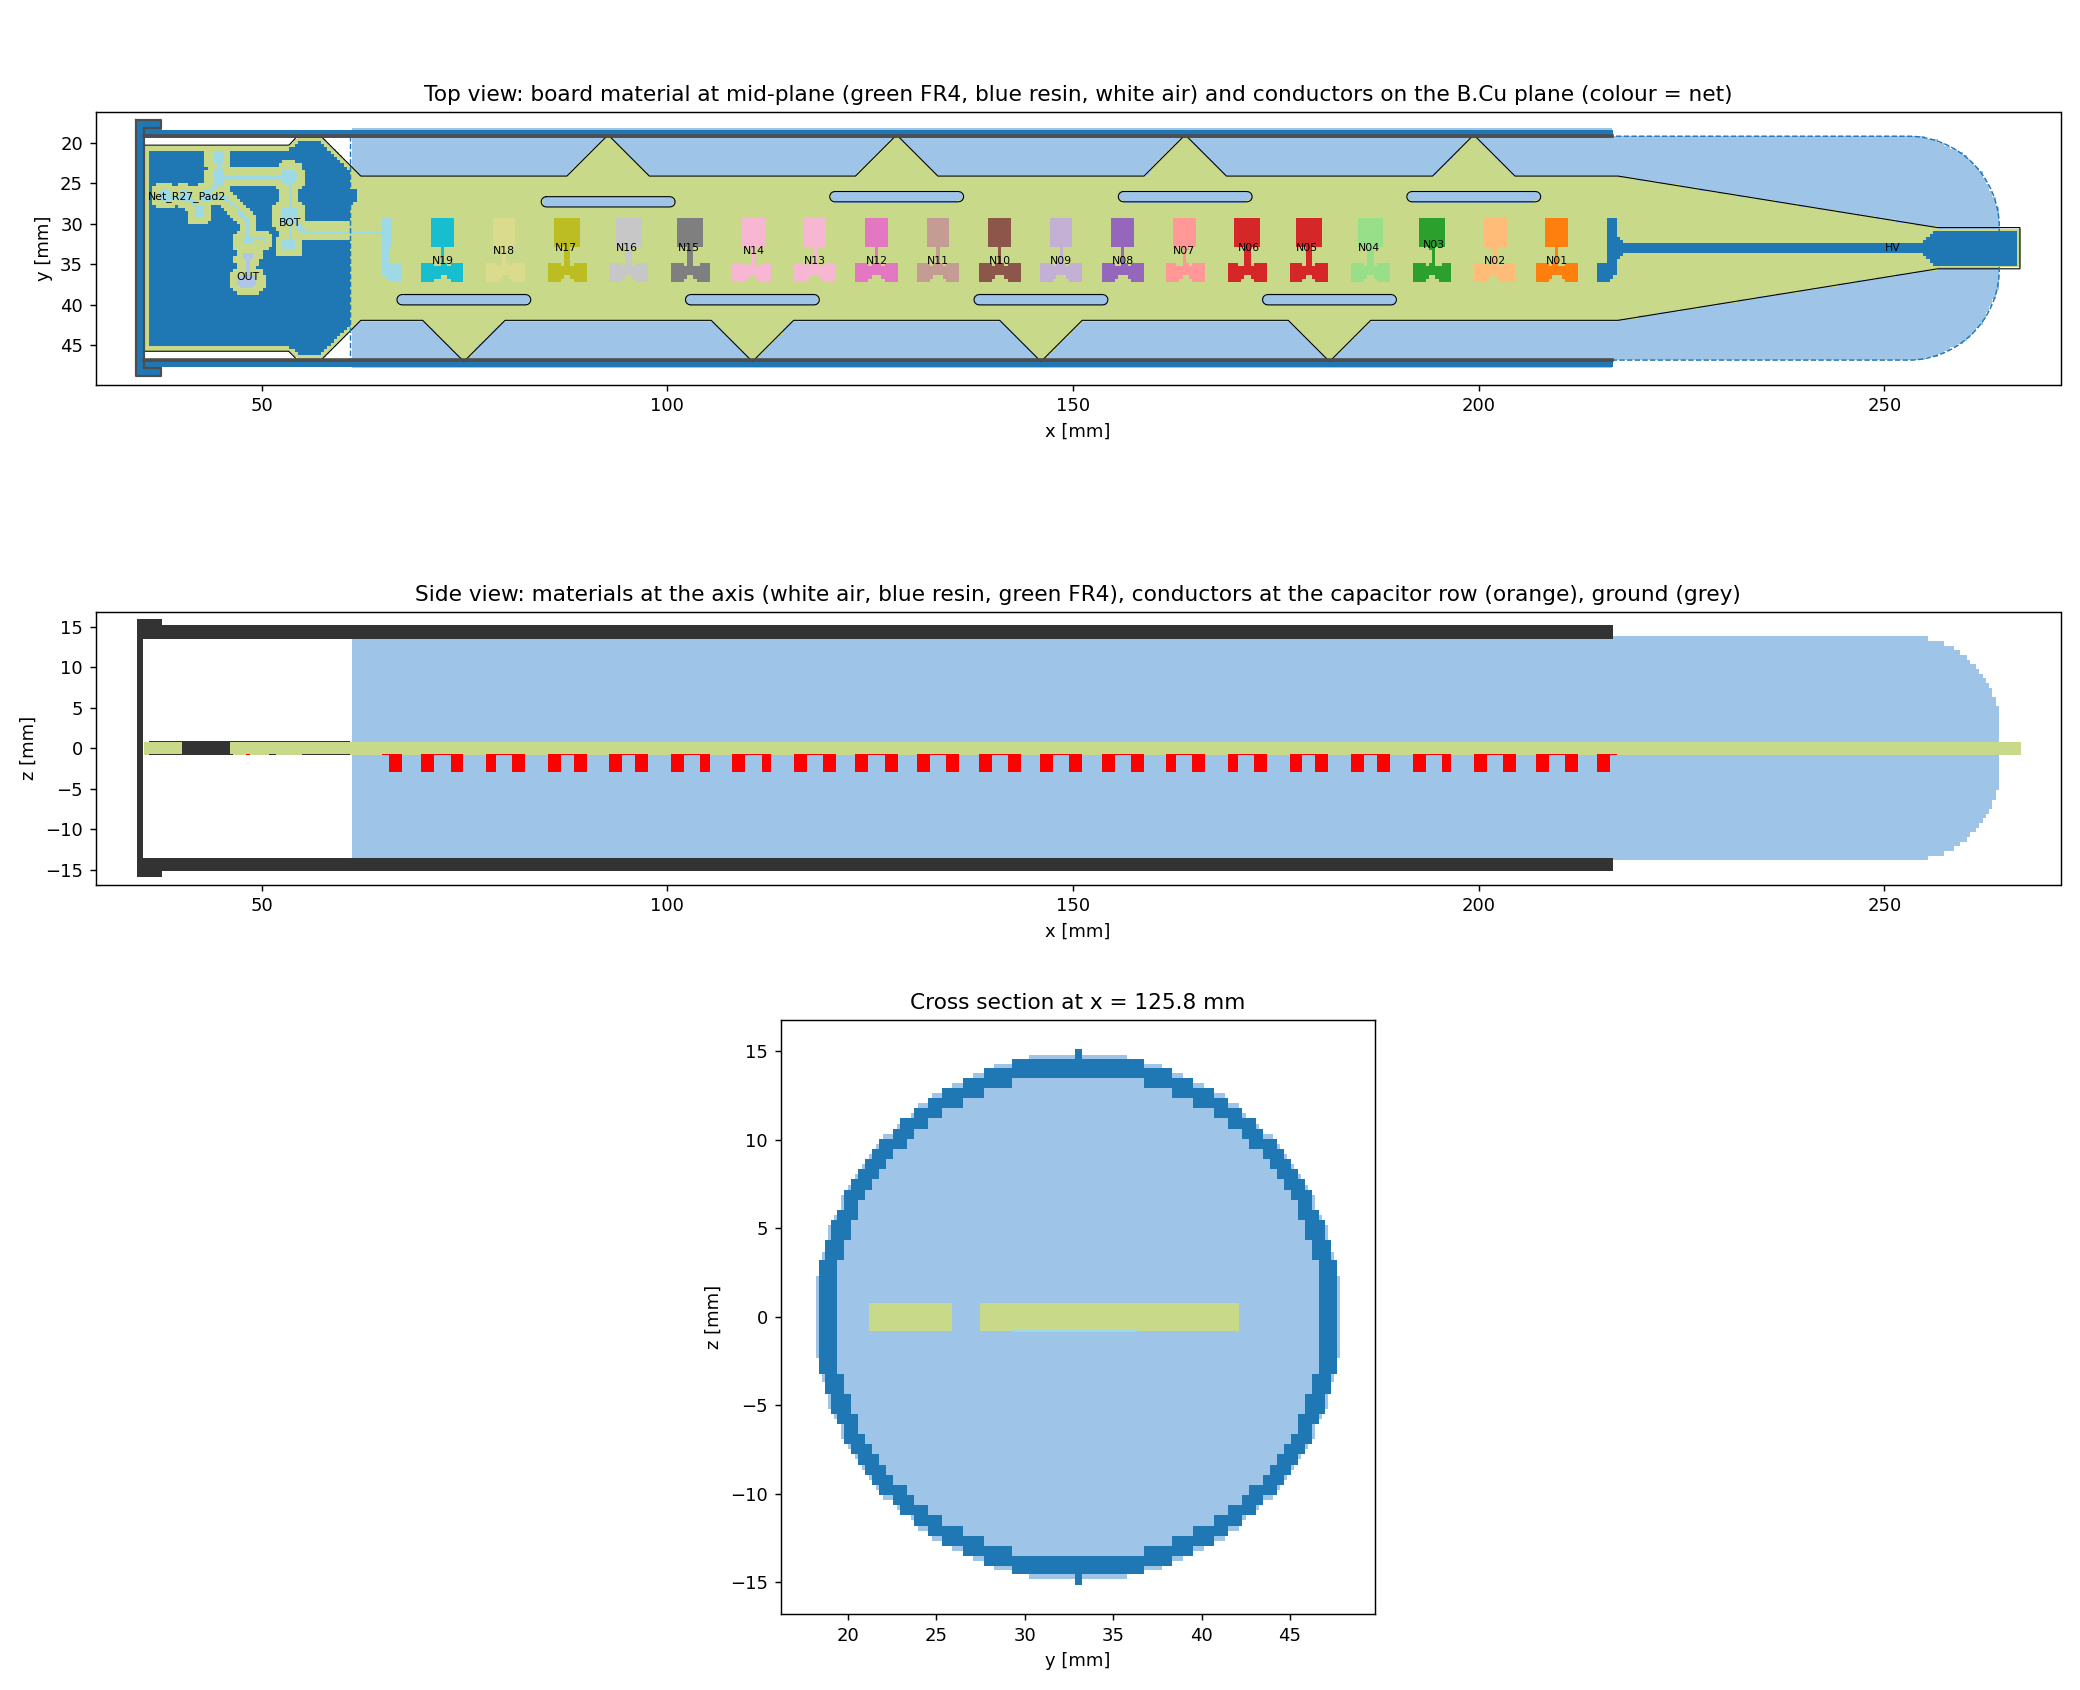 Top view: board material at mid-plane (green FR4, blue resin, white air) and conductors on the B.Cu plane (colour = net)
20
25
30
35
40
45
y [mm]
Net_R27_Pad2
BOT
OUT
N19
N18
N17
N16
N15
N14
N13
N12
N11
N10
N09
N08
N07
N06
N05
N04
N03
N02
N01
HV
50
100
150
200
250
x [mm]
Side view: materials at the axis (white air, blue resin, green FR4), conductors at the capacitor row (orange), ground (grey)
15
10
5
0
−5
−10
−15
z [mm]
50
100
150
200
250
x [mm]
Cross section at x = 125.8 mm
15
10
5
0
−5
−10
−15
z [mm]
20
25
30
35
40
45
y [mm]